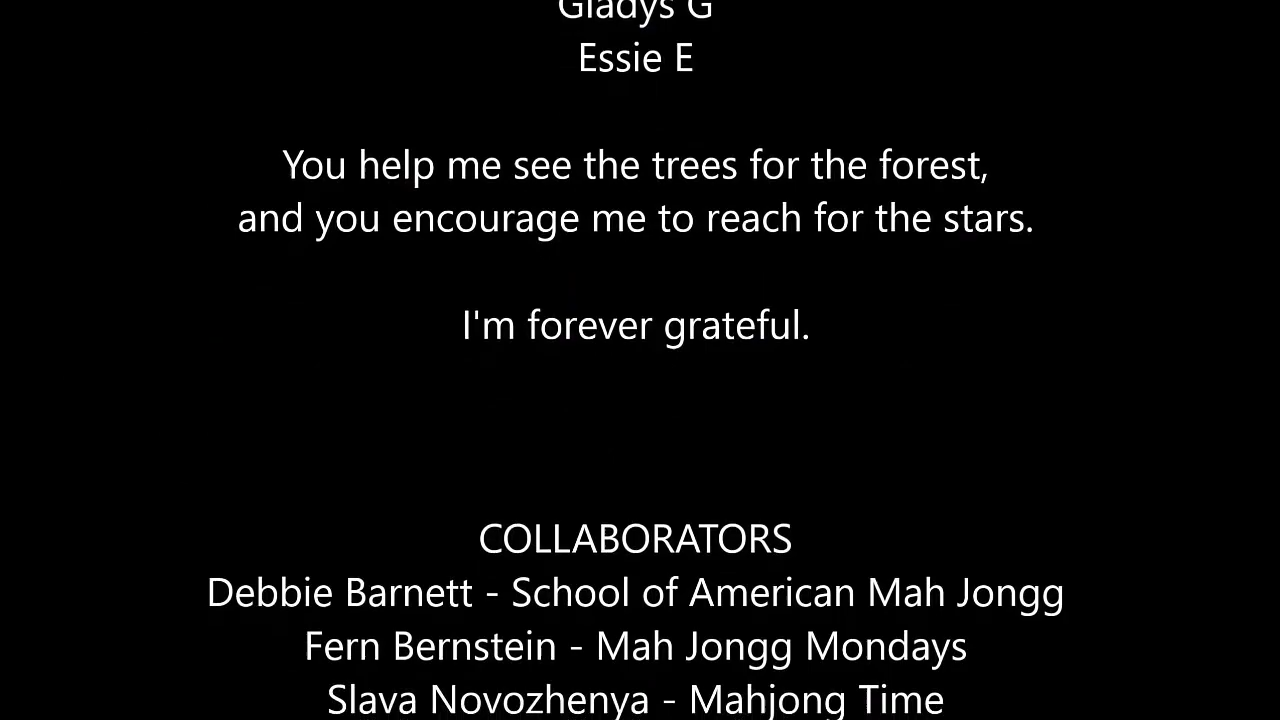 Gladys G
Essie E
You help me see the trees for the forest,
and you encourage me to reach for the stars.
I'm forever grateful.
COLLABORATORS
Debbie Barnett - School of American Mah Jongg
Fern Bernstein - Mah Jongg Mondays
Slava Novozhenya - Mahjong Time